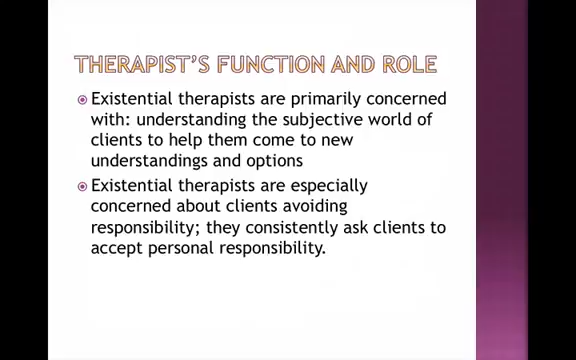 THERAPIST'S FUNCTION AND ROLE
Existential therapists are primarily concerned
with: understanding the subjective world of
clients to help them come to new
understandings and options
Existential therapists are especially
concerned about clients avoiding
responsibility; they consistently ask clients to
accept personal responsibility.